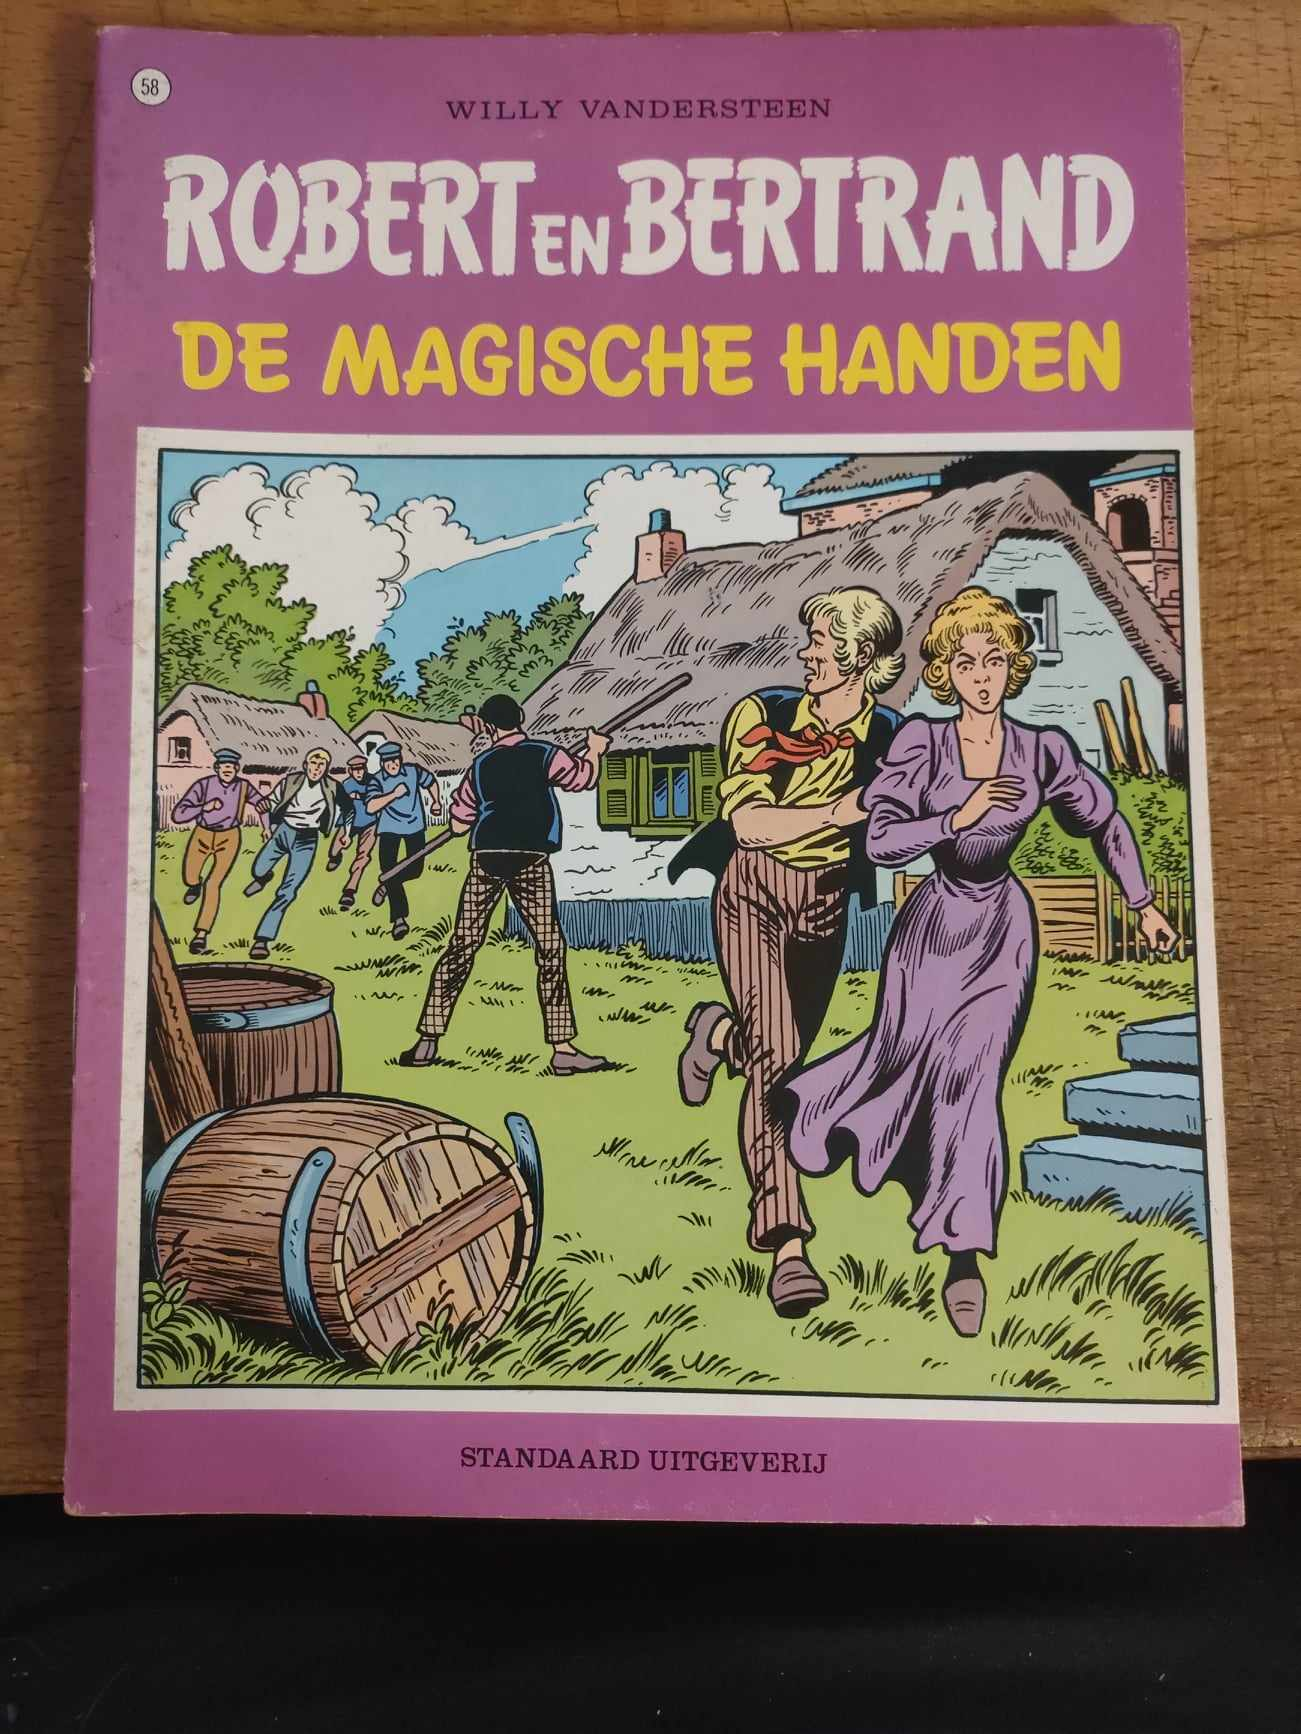 58
WILLY VANDERSTEEN
ROBERT EN BERTRAND
DE MAGISCHE HANDEN
STANDAARD UITGEVERIJ